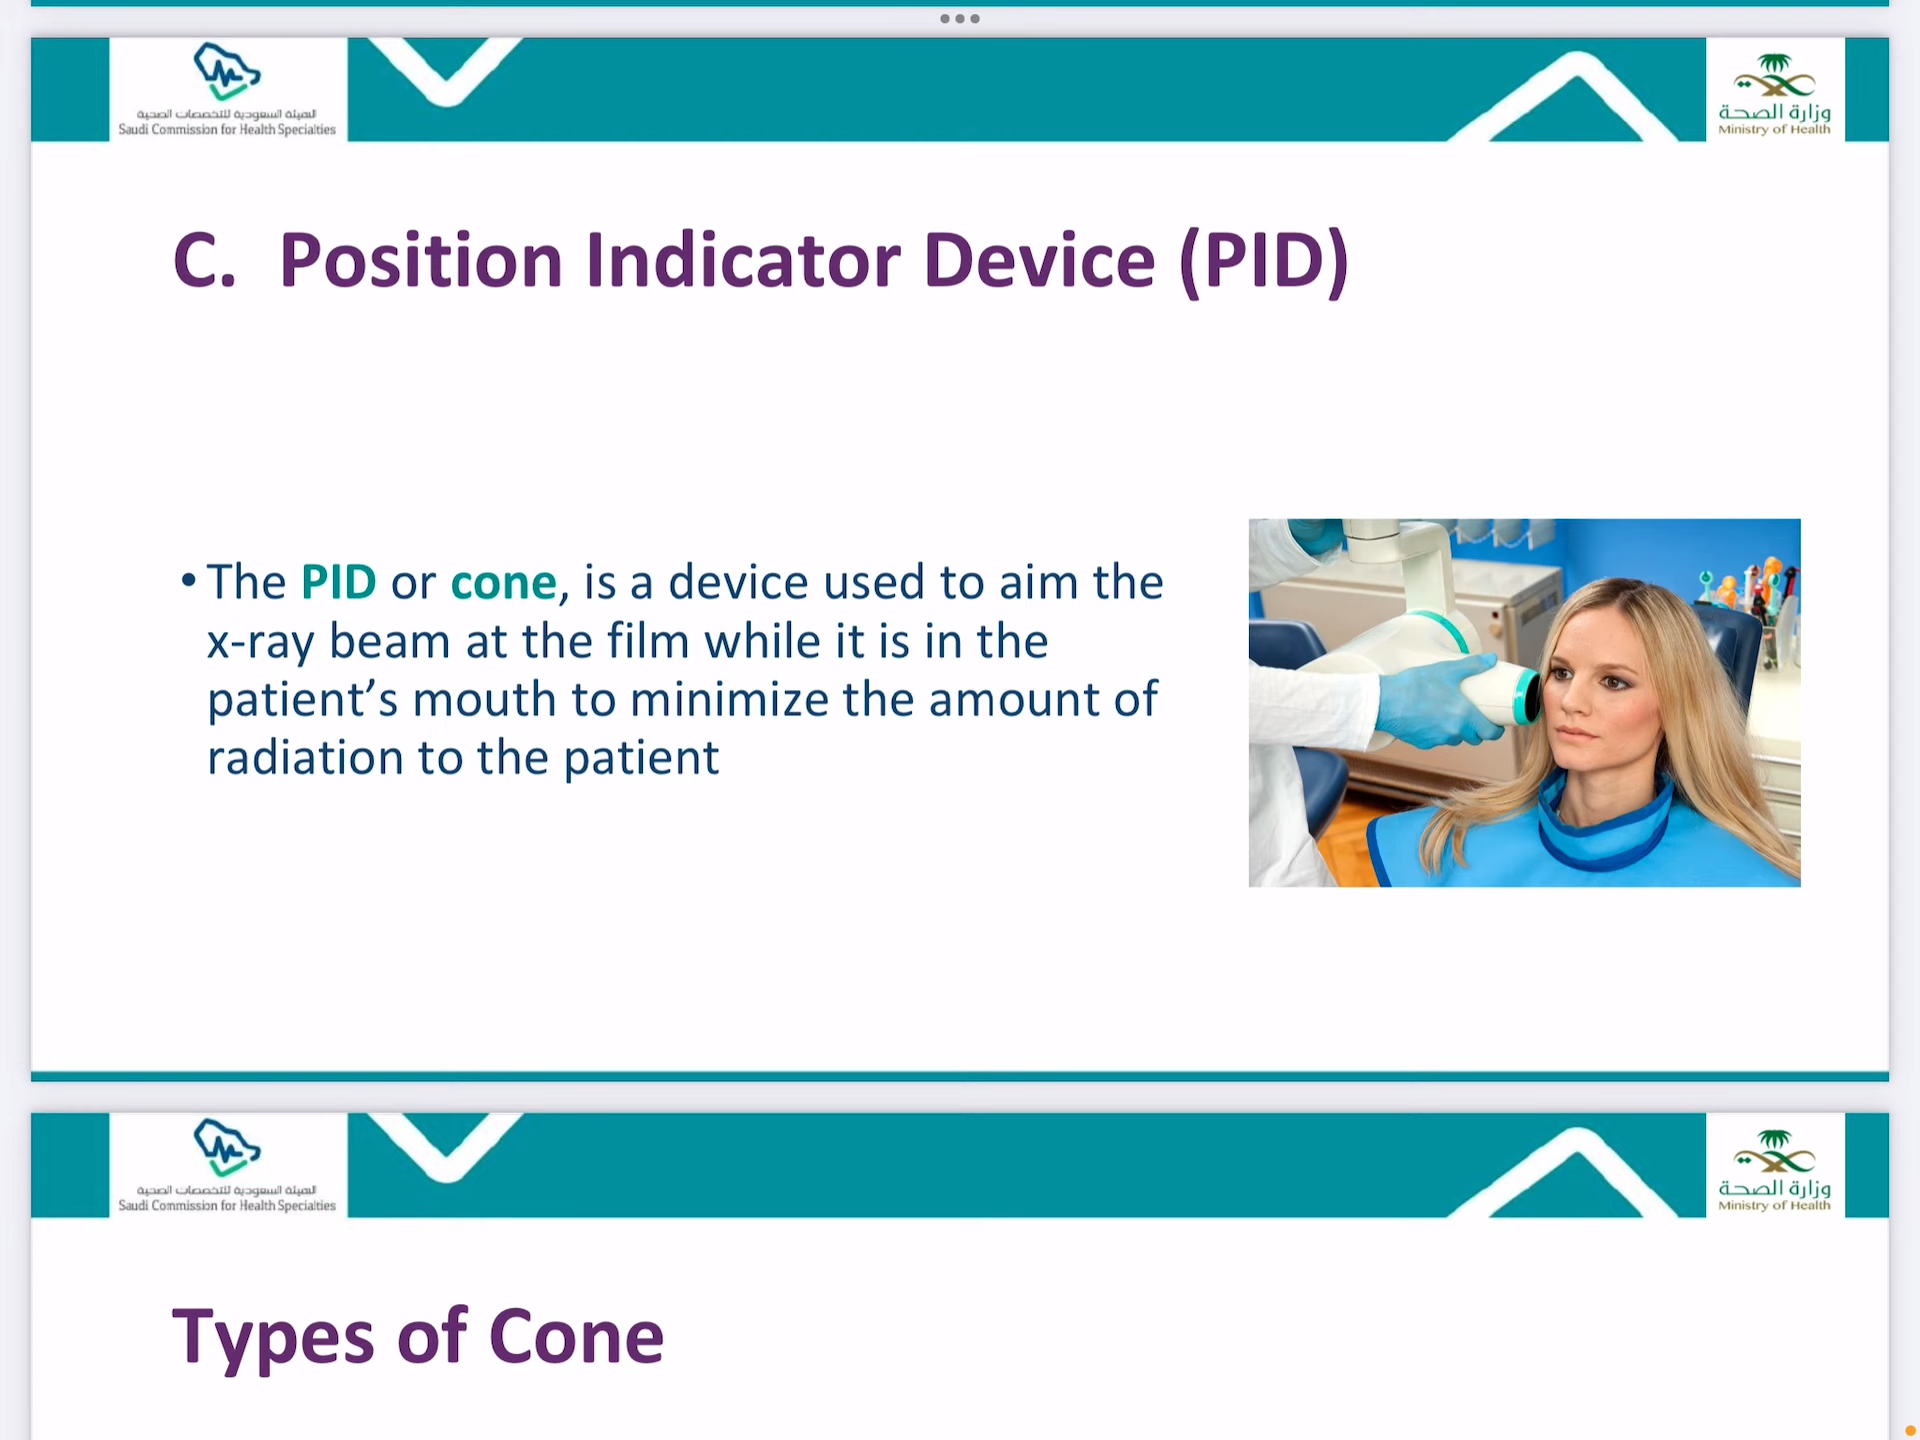 الهيئة السعودية للتخصصات الصحية
Saudi Commission for Health Specialties
وزارة الصحة
Ministry of Health
C. Position Indicator Device (PID)
• The PID or cone, is a device used to aim the
x-ray beam at the film while it is in the
patient’s mouth to minimize the amount of
radiation to the patient
الهيئة السعودية للتخصصات الصحية
Saudi Commission for Health Specialties
وزارة الصحة
Ministry of Health
Types of Cone